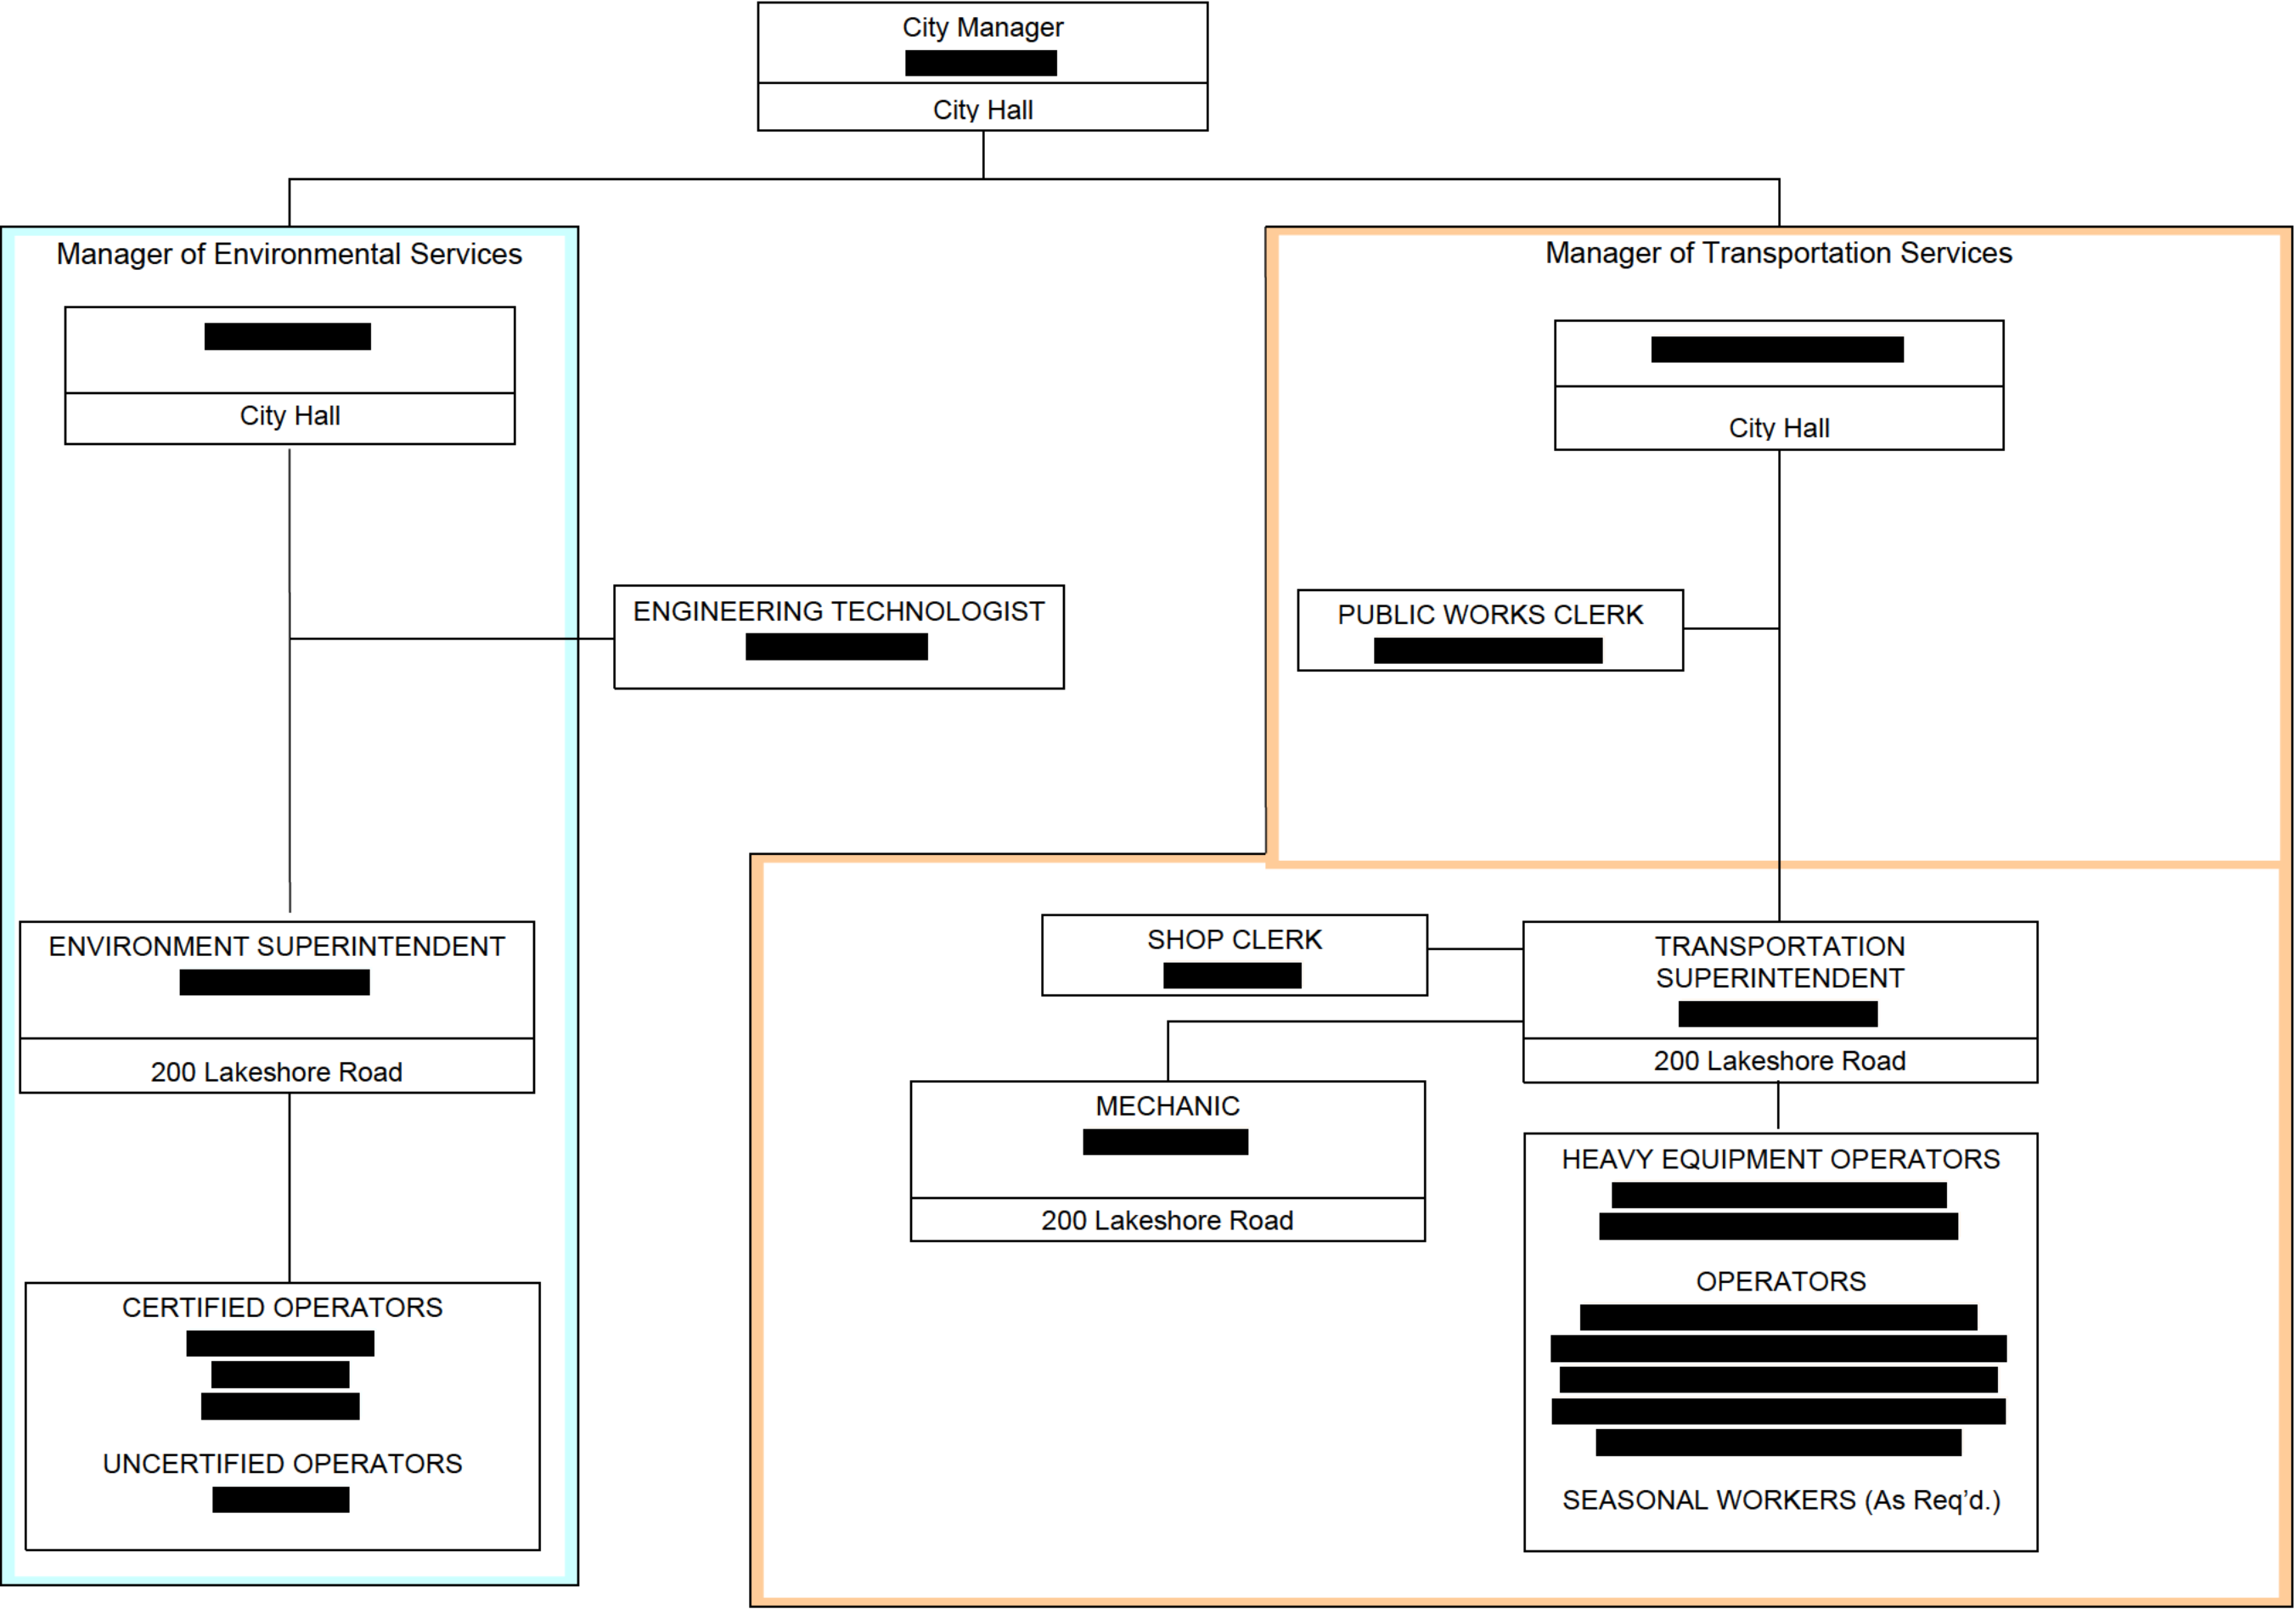 City Manager
City Hall
Manager of Environmental Services
City Hall
Manager of Transportation Services
City Hall
ENGINEERING TECHNOLOGIST
PUBLIC WORKS CLERK
ENVIRONMENT SUPERINTENDENT
200 Lakeshore Road
SHOP CLERK
TRANSPORTATION
SUPERINTENDENT
200 Lakeshore Road
MECHANIC
200 Lakeshore Road
HEAVY EQUIPMENT OPERATORS
OPERATORS
SEASONAL WORKERS (As Req’d.)
CERTIFIED OPERATORS
UNCERTIFIED OPERATORS